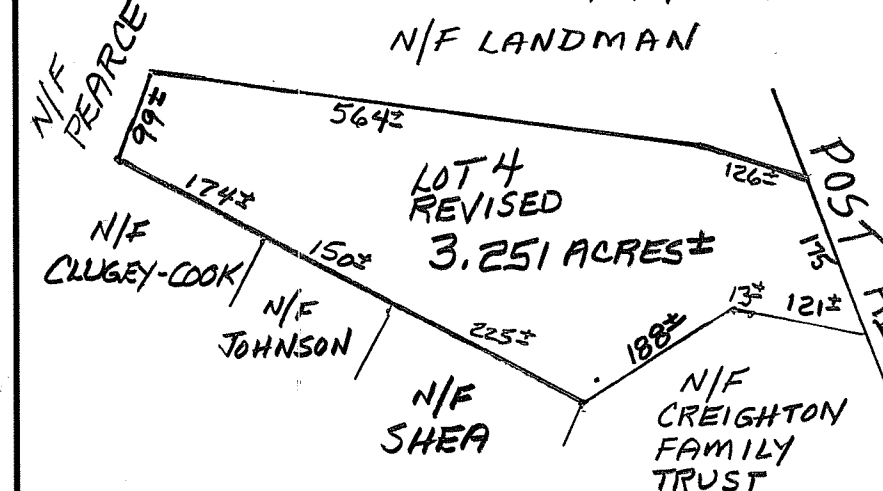 N/F LANDMAN
N/F
PEARCE
99±
564±
126±
LOT 4
REVISED
3.251 ACRES±
POST
175
174±
150±
225±
188±
13±
121±
N/F
CLUGEY-COOK
N/F
JOHNSON
N/F
SHEA
N/F
CREIGHTON
FAMILY
TRUST